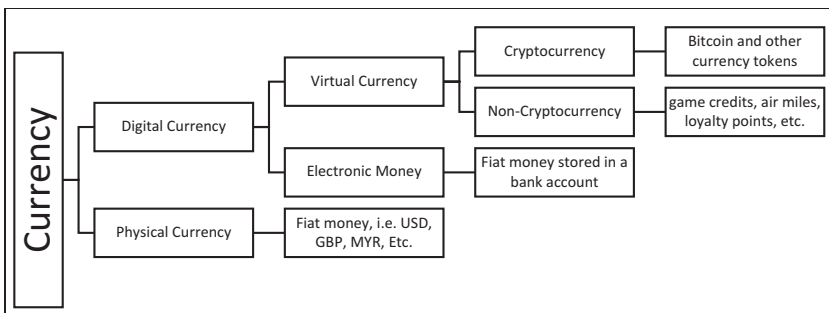 Currency
Digital Currency
Virtual Currency
Cryptocurrency
Bitcoin and other
currency tokens
Non-Cryptocurrency
game credits, air miles,
loyalty points, etc.
Electronic Money
Fiat money stored in a
bank account
Physical Currency
Fiat money, i.e. USD,
GBP, MYR, Etc.